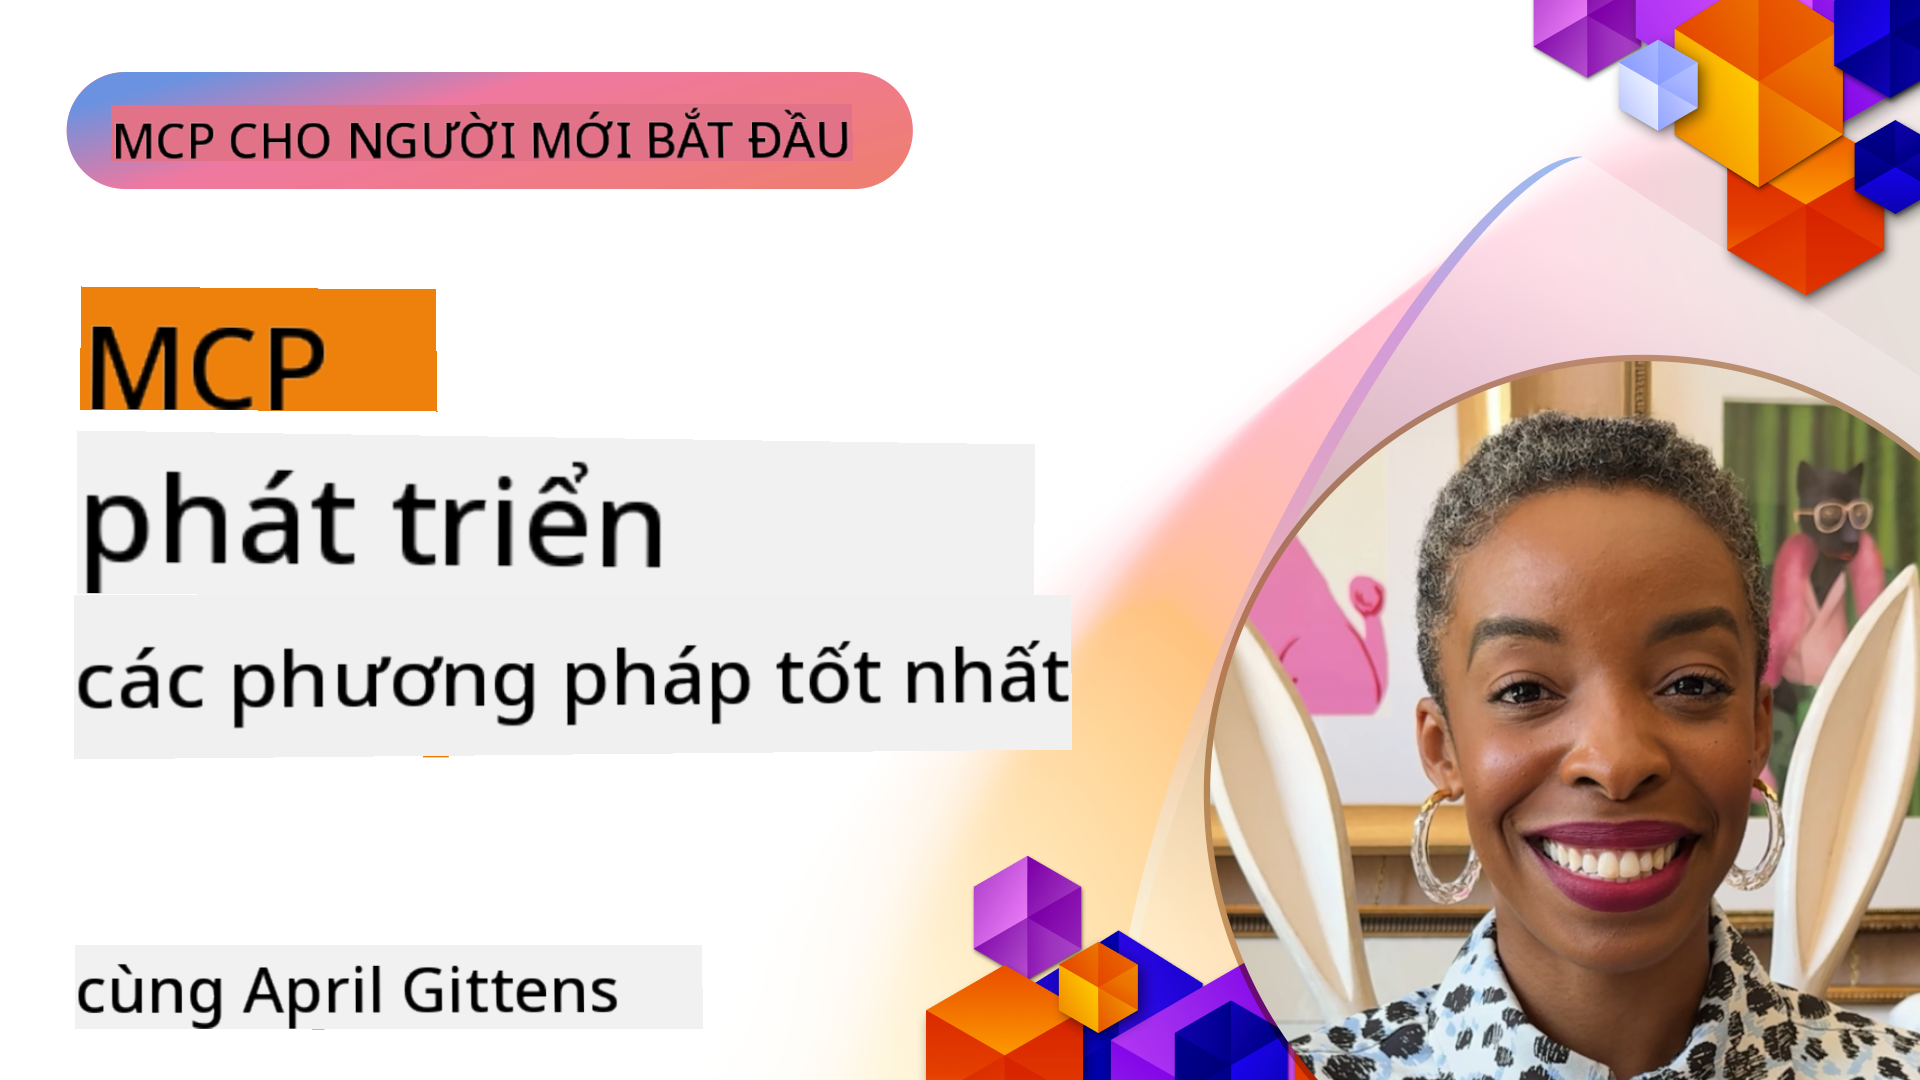 MCP CHO NGƯỜI MỚI BẮT ĐẦU
MCP
phát triển
các phương pháp tốt nhất
cùng April Gittens